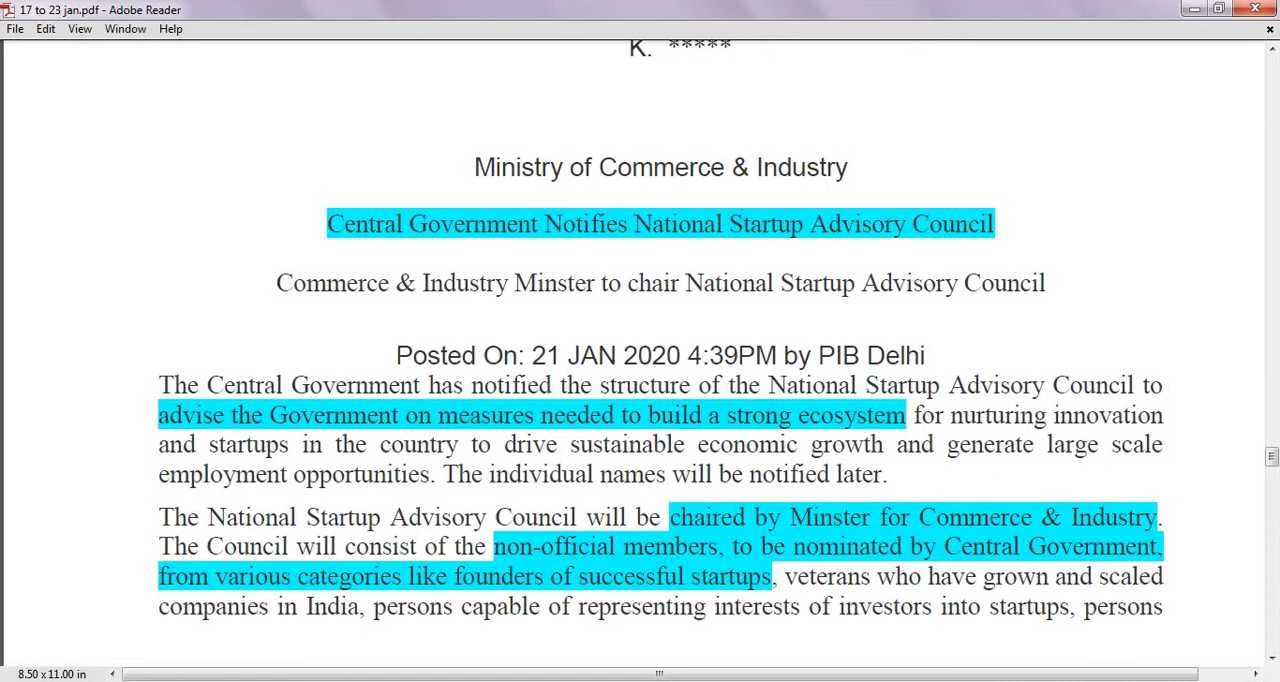 17 to 23 jan.pdf - Adobe Reader
File Edit View Window Help
K. *****
Ministry of Commerce & Industry
Central Government Notifies National Startup Advisory Council
Commerce & Industry Minster to chair National Startup Advisory Council
Posted On: 21 JAN 2020 4:39PM by PIB Delhi
The Central Government has notified the structure of the National Startup Advisory Council to
advise the Government on measures needed to build a strong ecosystem for nurturing innovation
and startups in the country to drive sustainable economic growth and generate large scale
employment opportunities. The individual names will be notified later.
The National Startup Advisory Council will be chaired by Minster for Commerce & Industry.
The Council will consist of the non-official members, to be nominated by Central Government,
from various categories like founders of successful startups, veterans who have grown and scaled
companies in India, persons capable of representing interests of investors into startups, persons
8.50 x 11.00 in